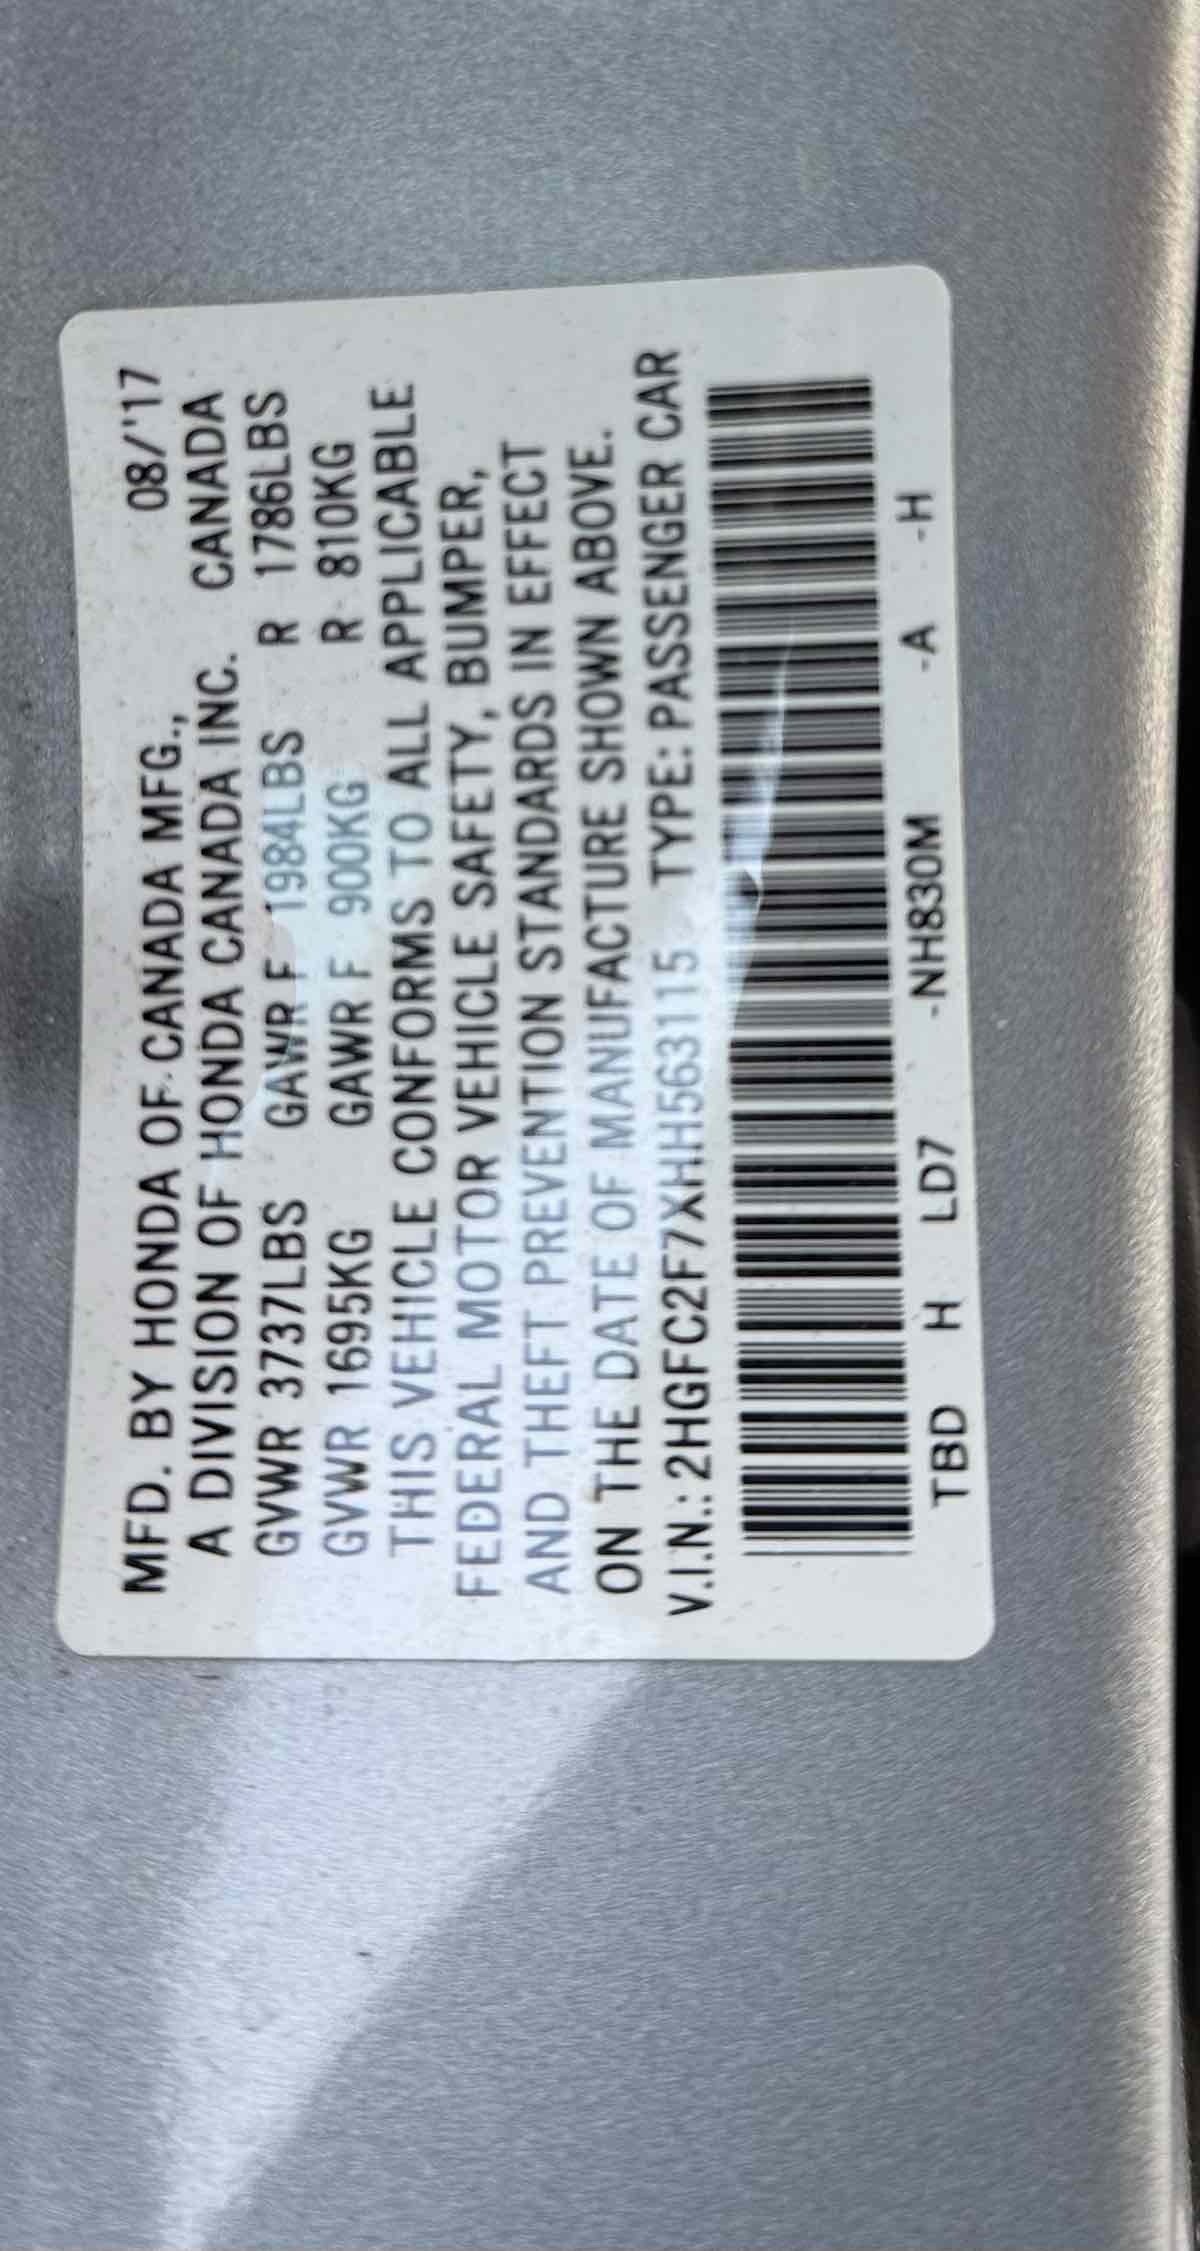 MFD. BY HONDA OF CANADA MFG., 08/'17
A DIVISION OF HONDA CANADA INC. CANADA
GVWR 3737LBS GAWR F 1984LBS R 1786LBS
GVWR 1695KG GAWR F 900KG R 810KG
THIS VEHICLE CONFORMS TO ALL APPLICABLE
FEDERAL MOTOR VEHICLE SAFETY, BUMPER,
AND THEFT PREVENTION STANDARDS IN EFFECT
ON THE DATE OF MANUFACTURE SHOWN ABOVE.
V.I.N.: 2HGFC2F7XHH563115 TYPE: PASSENGER CAR
TBD H LD7 -NH830M -A -H